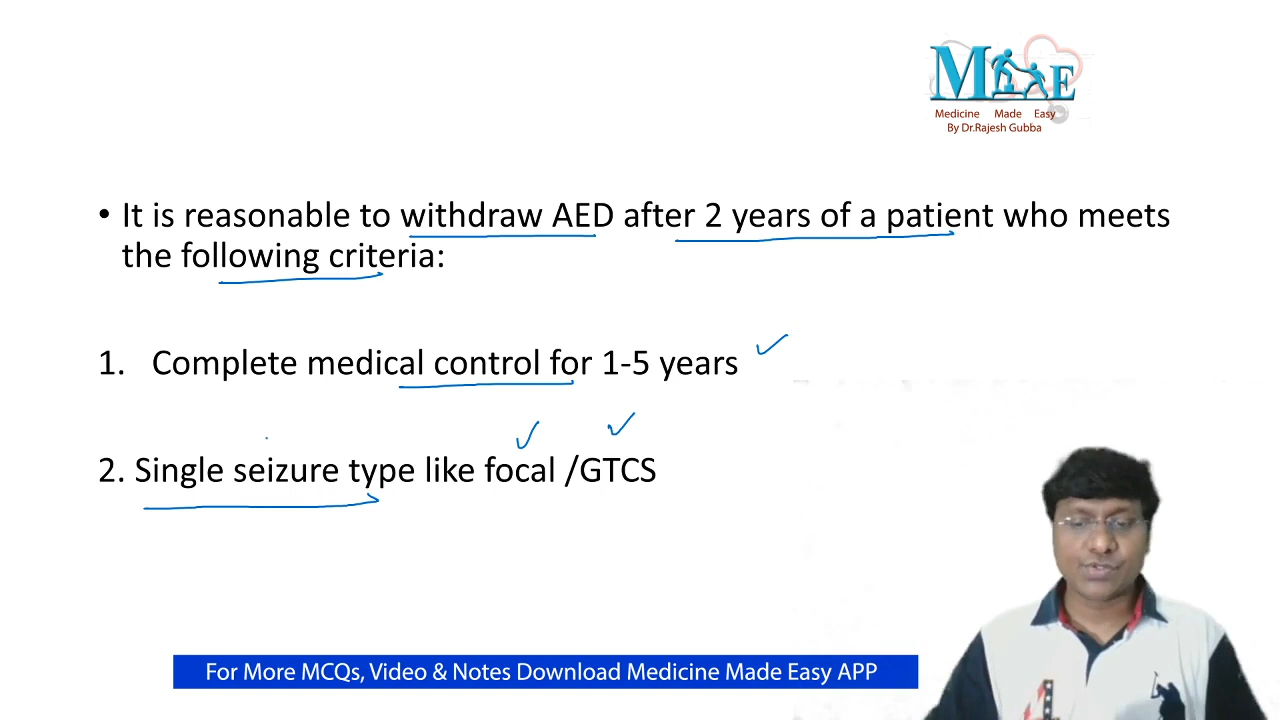 M E
Medicine Made Easy
By Dr.Rajesh Gubba
• It is reasonable to withdraw AED after 2 years of a patient who meets
the following criteria:
1. Complete medical control for 1-5 years
2. Single seizure type like focal /GTCS
For More MCQs, Video & Notes Download Medicine Made Easy APP